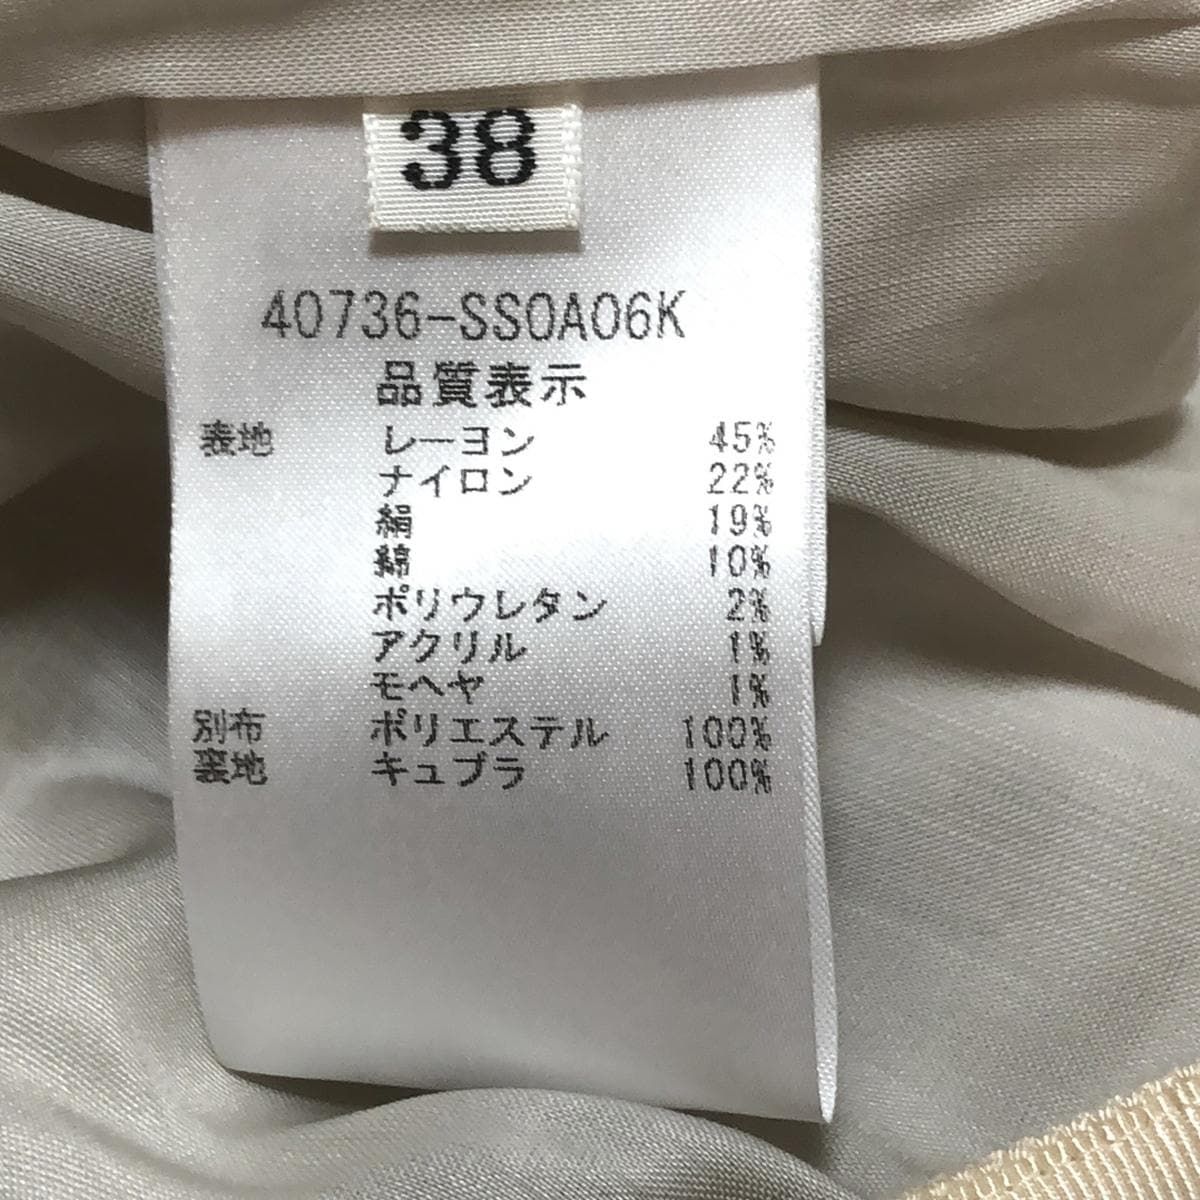 38
40736-SS0A06K
品質表示
表地 レーヨン 45%
ナイロン 22%
絹 19%
綿 10%
ポリウレタン 2%
アクリル 1%
モヘヤ 1%
別布 ポリエステル 100%
裏地 キュプラ 100%